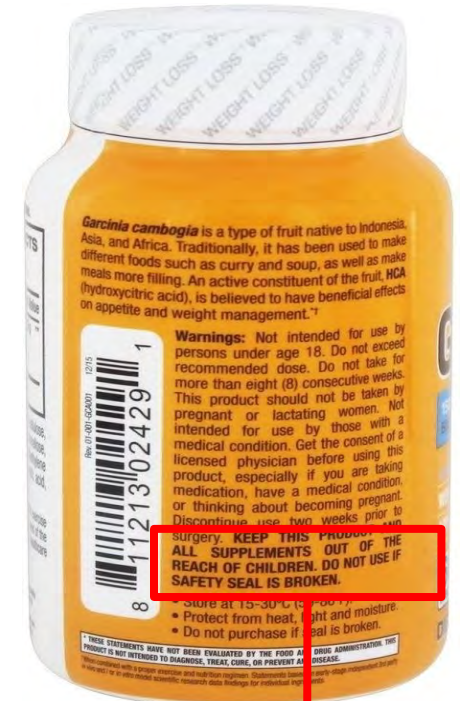 WEIGHT LOSS WEIGHT LOSS WEIGHT LOSS WEIGHT LOSS
Garcinia cambogia is a type of fruit native to Indonesia,
Asia, and Africa. Traditionally, it has been used to make
different foods such as curry and soup, as well as make
meals more filling. An active constituent of the fruit, HCA
(hydroxycitric acid), is believed to have beneficial effects
on appetite and weight management.*†
Warnings: Not intended for use by
persons under age 18. Do not exceed
recommended dose. Do not take for
more than eight (8) consecutive weeks.
This product should not be taken by
pregnant or lactating women. Not
intended for use by those with a
medical condition. Get the consent of a
licensed physician before using this
product, especially if you are taking
medication, have a medical condition,
or thinking about becoming pregnant.
Discontinue use two weeks prior to
surgery. KEEP THIS PRODUCT AND
ALL SUPPLEMENTS OUT OF THE
REACH OF CHILDREN. DO NOT USE IF
SAFETY SEAL IS BROKEN.
• Store at 15-30°C
• Protect from heat, light and moisture.
• Do not purchase if seal is broken.
* THESE STATEMENTS HAVE NOT BEEN EVALUATED BY THE FOOD AND DRUG ADMINISTRATION. THIS
PRODUCT IS NOT INTENDED TO DIAGNOSE, TREAT, CURE, OR PREVENT ANY DISEASE.
Rev. 01-001-GCA001 12/15
8 11213 02429 1